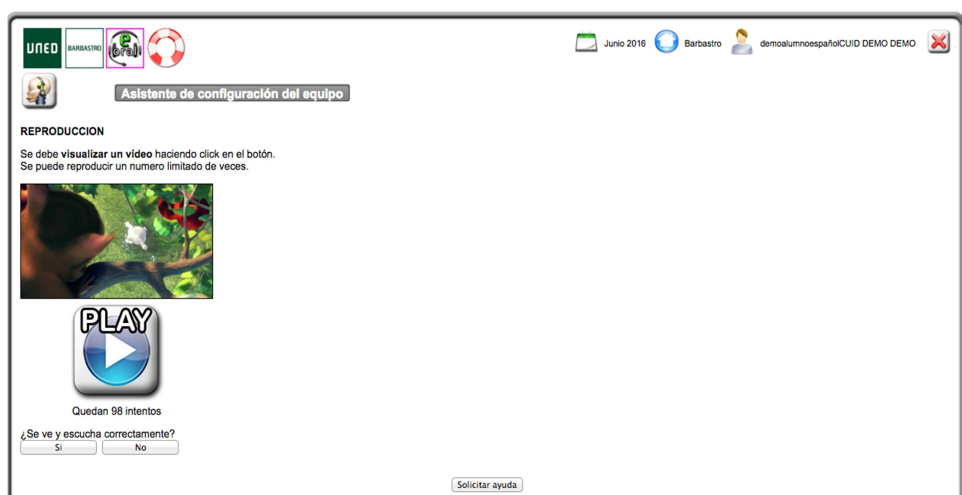 UNED
BARBASTRO
e
(oral)
Junio 2016
Barbastro
demoalumnoespañolCUID DEMO DEMO
Asistente de configuración del equipo
REPRODUCCION
Se debe visualizar un vídeo haciendo click en el botón.
Se puede reproducir un numero limitado de veces.
PLAY
Quedan 98 intentos
¿Se ve y escucha correctamente?
Si
No
Solicitar ayuda